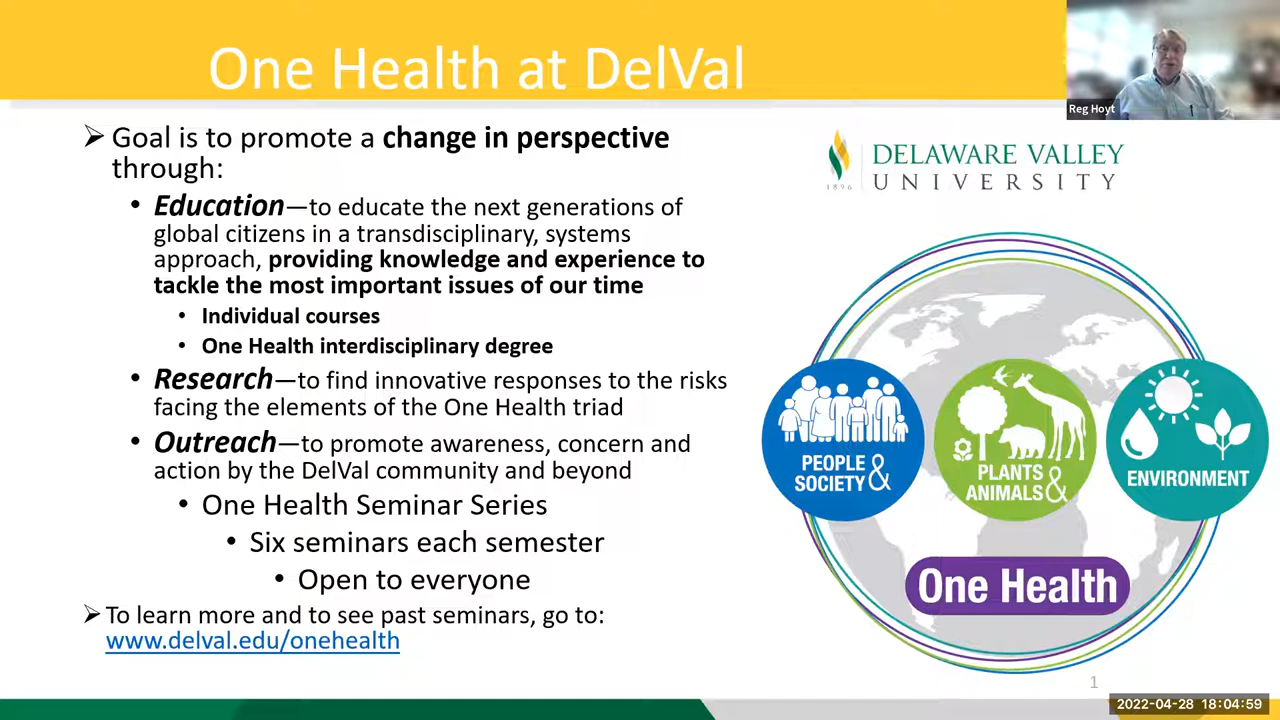 One Health at DelVal
Reg Hoyt
➢ Goal is to promote a change in perspective
through:
• Education—to educate the next generations of
global citizens in a transdisciplinary, systems
approach, providing knowledge and experience to
tackle the most important issues of our time
• Individual courses
• One Health interdisciplinary degree
• Research—to find innovative responses to the risks
facing the elements of the One Health triad
• Outreach—to promote awareness, concern and
action by the DelVal community and beyond
• One Health Seminar Series
• Six seminars each semester
• Open to everyone
➢ To learn more and to see past seminars, go to:
www.delval.edu/onehealth
DELAWARE VALLEY
UNIVERSITY
1896
PEOPLE &
SOCIETY
PLANTS &
ANIMALS
ENVIRONMENT
One Health
1
2022-04-28 18:04:59